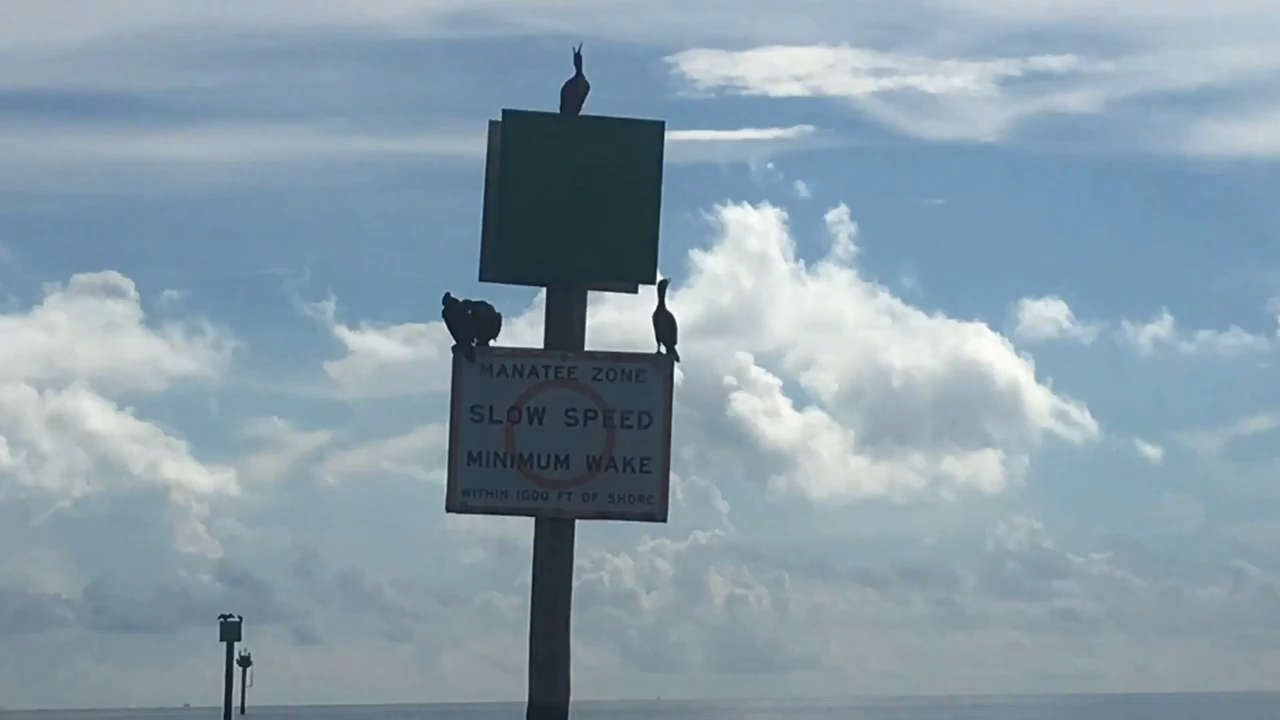 MANATEE ZONE
SLOW SPEED
MINIMUM WAKE
WITHIN 1000 FT OF SHORE